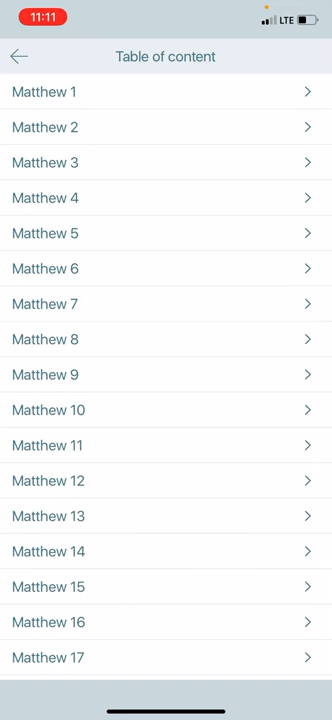 11:11
LTE
Table of content
Matthew 1
Matthew 2
Matthew 3
Matthew 4
Matthew 5
Matthew 6
Matthew 7
Matthew 8
Matthew 9
Matthew 10
Matthew 11
Matthew 12
Matthew 13
Matthew 14
Matthew 15
Matthew 16
Matthew 17